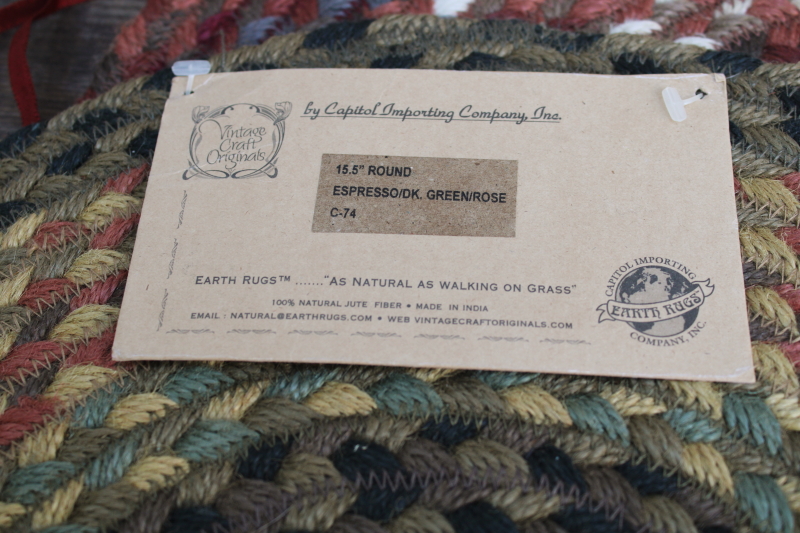 Vintage
Craft
Originals
by Capitol Importing Company, Inc.
15.5" ROUND
ESPRESSO/DK. GREEN/ROSE
C-74
EARTH RUGS™ ......."AS NATURAL AS WALKING ON GRASS"
100% NATURAL JUTE FIBER • MADE IN INDIA
EMAIL : NATURAL@EARTHRUGS.COM • WEB VINTAGECRAFTORIGINALS.COM
CAPITOL IMPORTING
EARTH RUGS
COMPANY, INC.